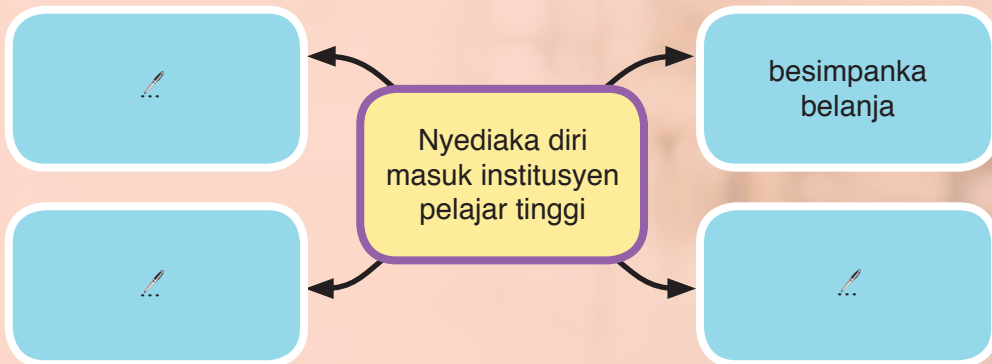 besimpanka
belanja
Nyediaka diri
masuk institusyen
pelajar tinggi